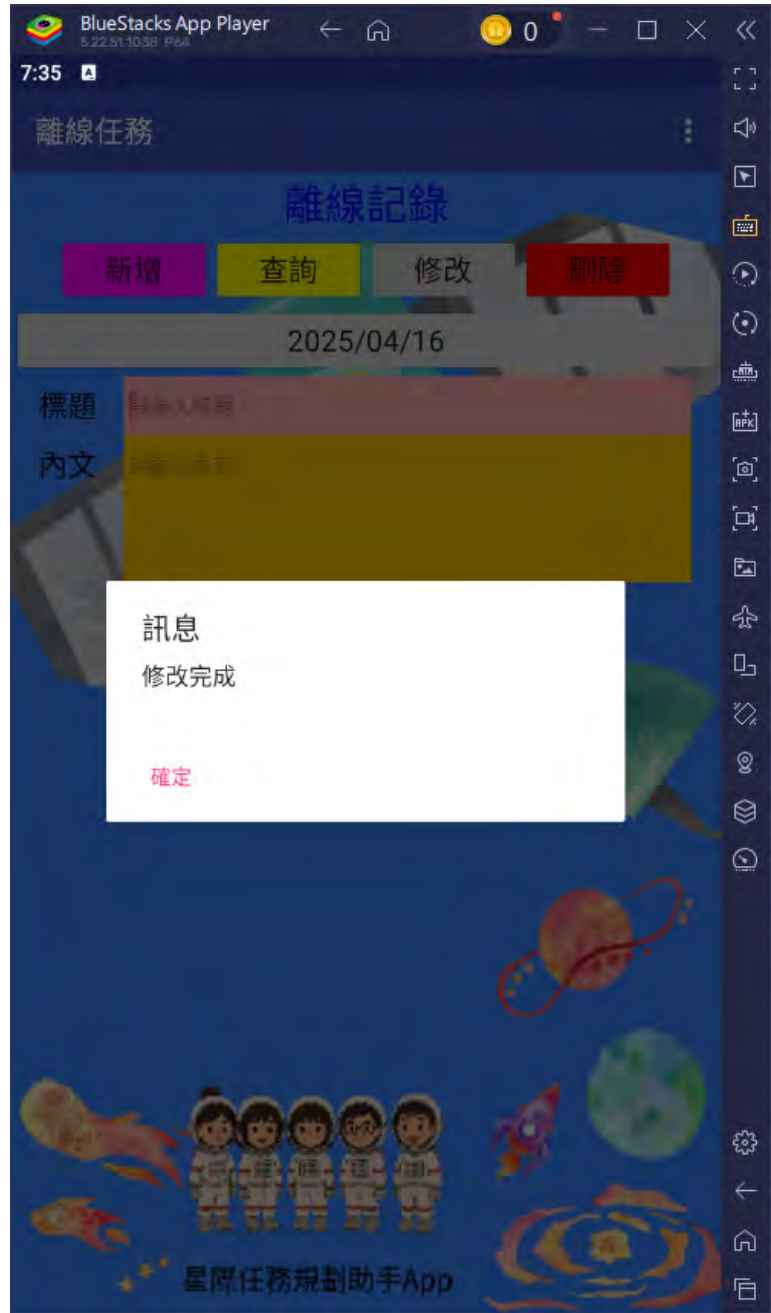 BlueStacks App Player
5.22.51.1038 P64
0
7:35
離線任務
離線記錄
新增 查詢 修改 刪除
2025/04/16
標題
內文
訊息
修改完成
確定
星際任務規劃助手App